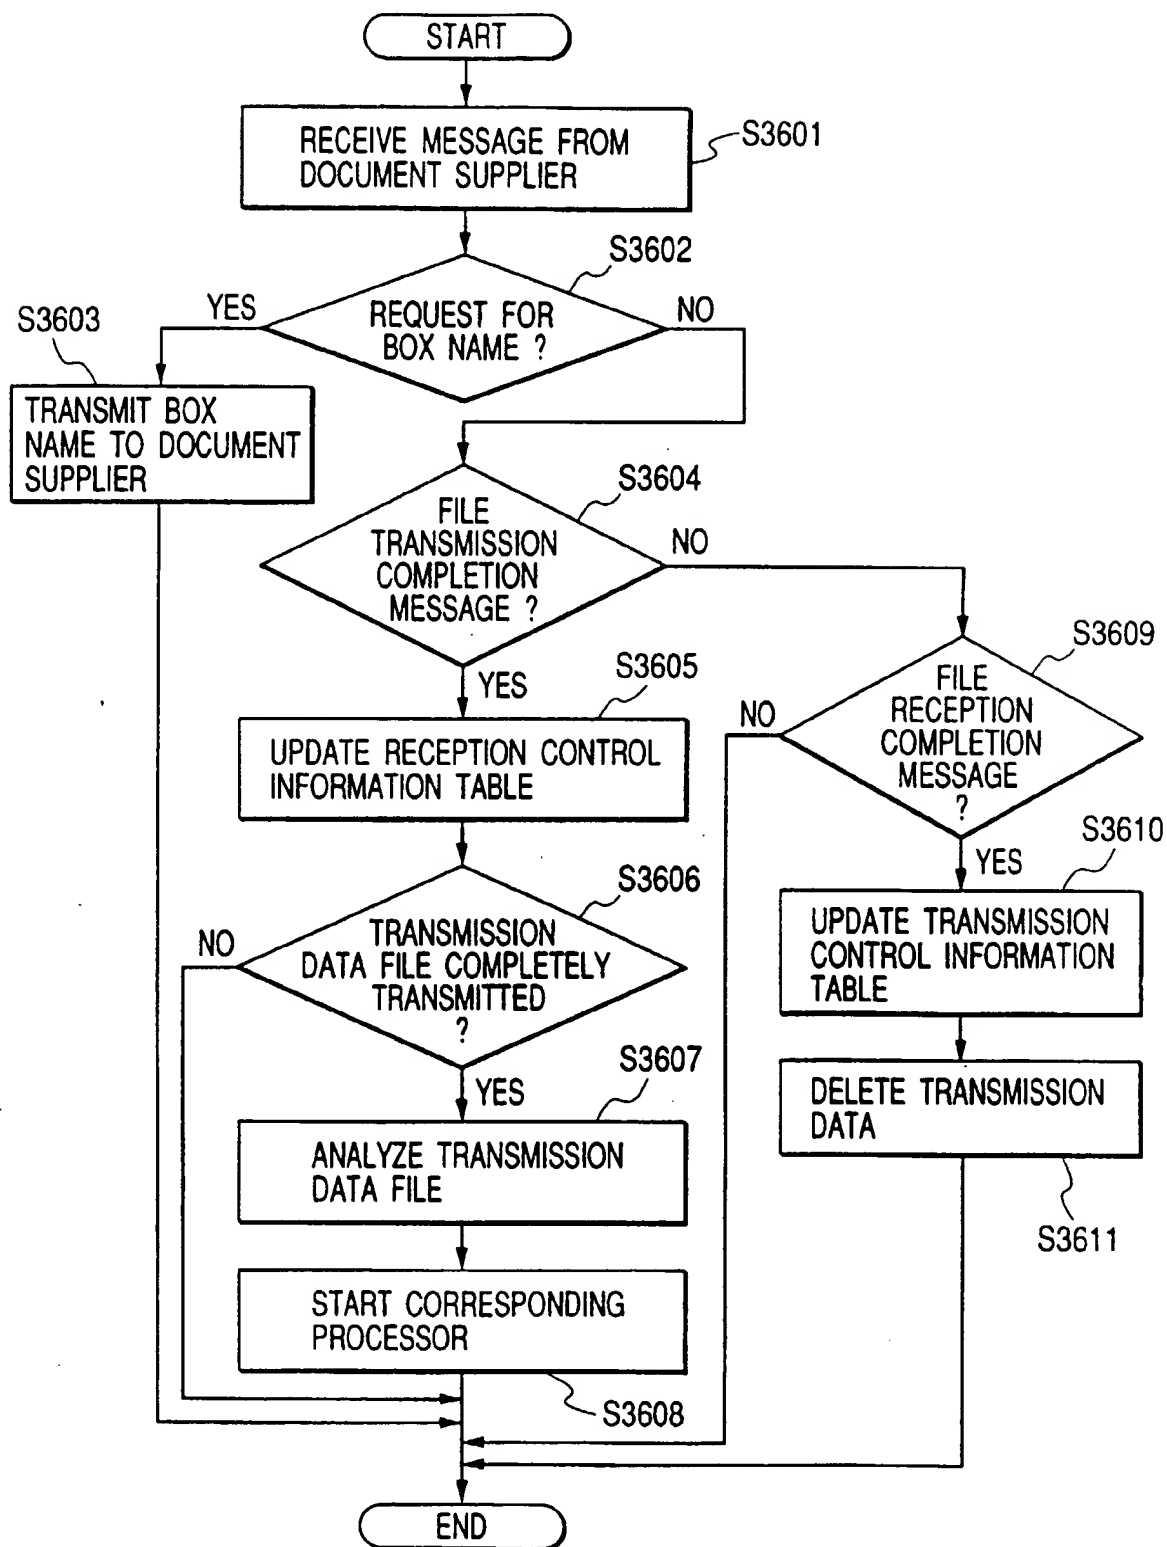 START
RECEIVE MESSAGE FROM
DOCUMENT SUPPLIER
S3601
S3602
REQUEST FOR
BOX NAME ?
YES
NO
S3603
TRANSMIT BOX
NAME TO DOCUMENT
SUPPLIER
S3604
FILE
TRANSMISSION
COMPLETION
MESSAGE ?
NO
YES
S3605
UPDATE RECEPTION CONTROL
INFORMATION TABLE
S3609
FILE
RECEPTION
COMPLETION
MESSAGE
?
NO
YES
S3610
UPDATE TRANSMISSION
CONTROL INFORMATION
TABLE
S3606
TRANSMISSION
DATA FILE COMPLETELY
TRANSMITTED
?
NO
YES
S3607
ANALYZE TRANSMISSION
DATA FILE
DELETE TRANSMISSION
DATA
S3611
START CORRESPONDING
PROCESSOR
S3608
END